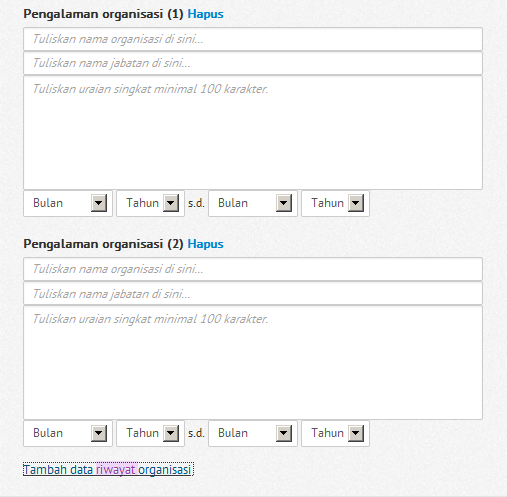 Pengalaman organisasi (1) Hapus
Tuliskan nama organisasi di sini...
Tuliskan nama jabatan di sini...
Tuliskan uraian singkat minimal 100 karakter.
Bulan Tahun s.d. Bulan Tahun
Pengalaman organisasi (2) Hapus
Tuliskan nama organisasi di sini...
Tuliskan nama jabatan di sini...
Tuliskan uraian singkat minimal 100 karakter.
Bulan Tahun s.d. Bulan Tahun
Tambah data riwayat organisasi